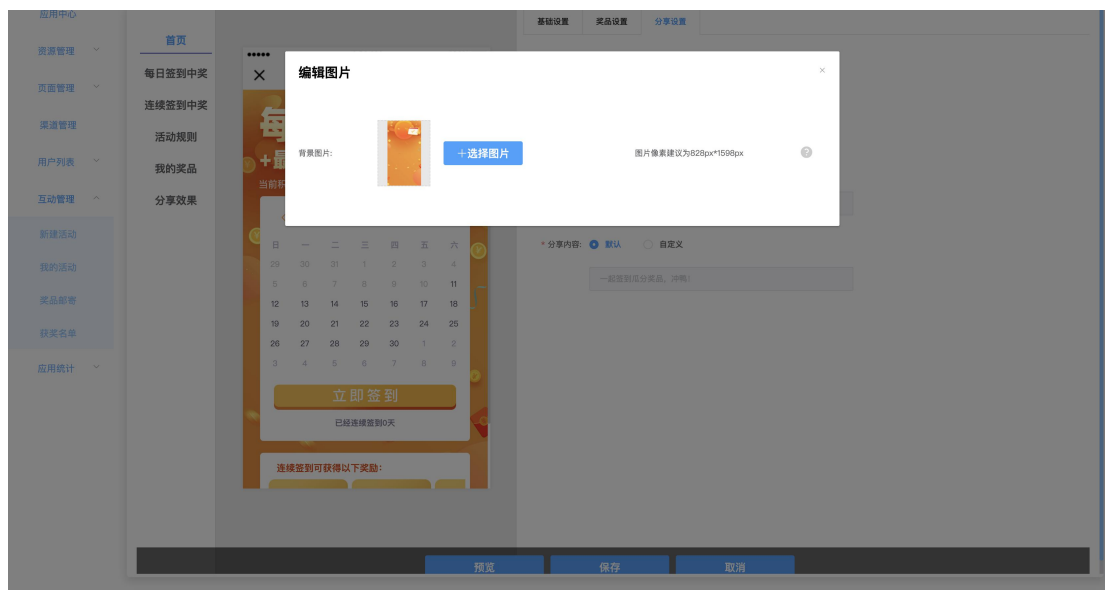 应用中心
资源管理
页面管理
渠道管理
用户列表
互动管理
新建活动
我的活动
奖品邮寄
获奖名单
应用统计
首页
每日签到中奖
连续签到中奖
活动规则
我的奖品
分享效果
基础设置 奖品设置 分享设置
编辑图片
背景图片:
+选择图片
图片像素建议为828px*1598px
每
+最
当前积
日 一 二 三 四 五 六
29 30 31 1 2 3 4
5 6 7 8 9 10 11
12 13 14 15 16 17 18
19 20 21 22 23 24 25
26 27 28 29 30 1 2
3 4 5 6 7 8 9
立即签到
已经连续签到0天
连续签到可获得以下奖励:
* 分享内容: 默认 自定义
一起签到瓜分奖品，冲鸭!
预览 保存 取消